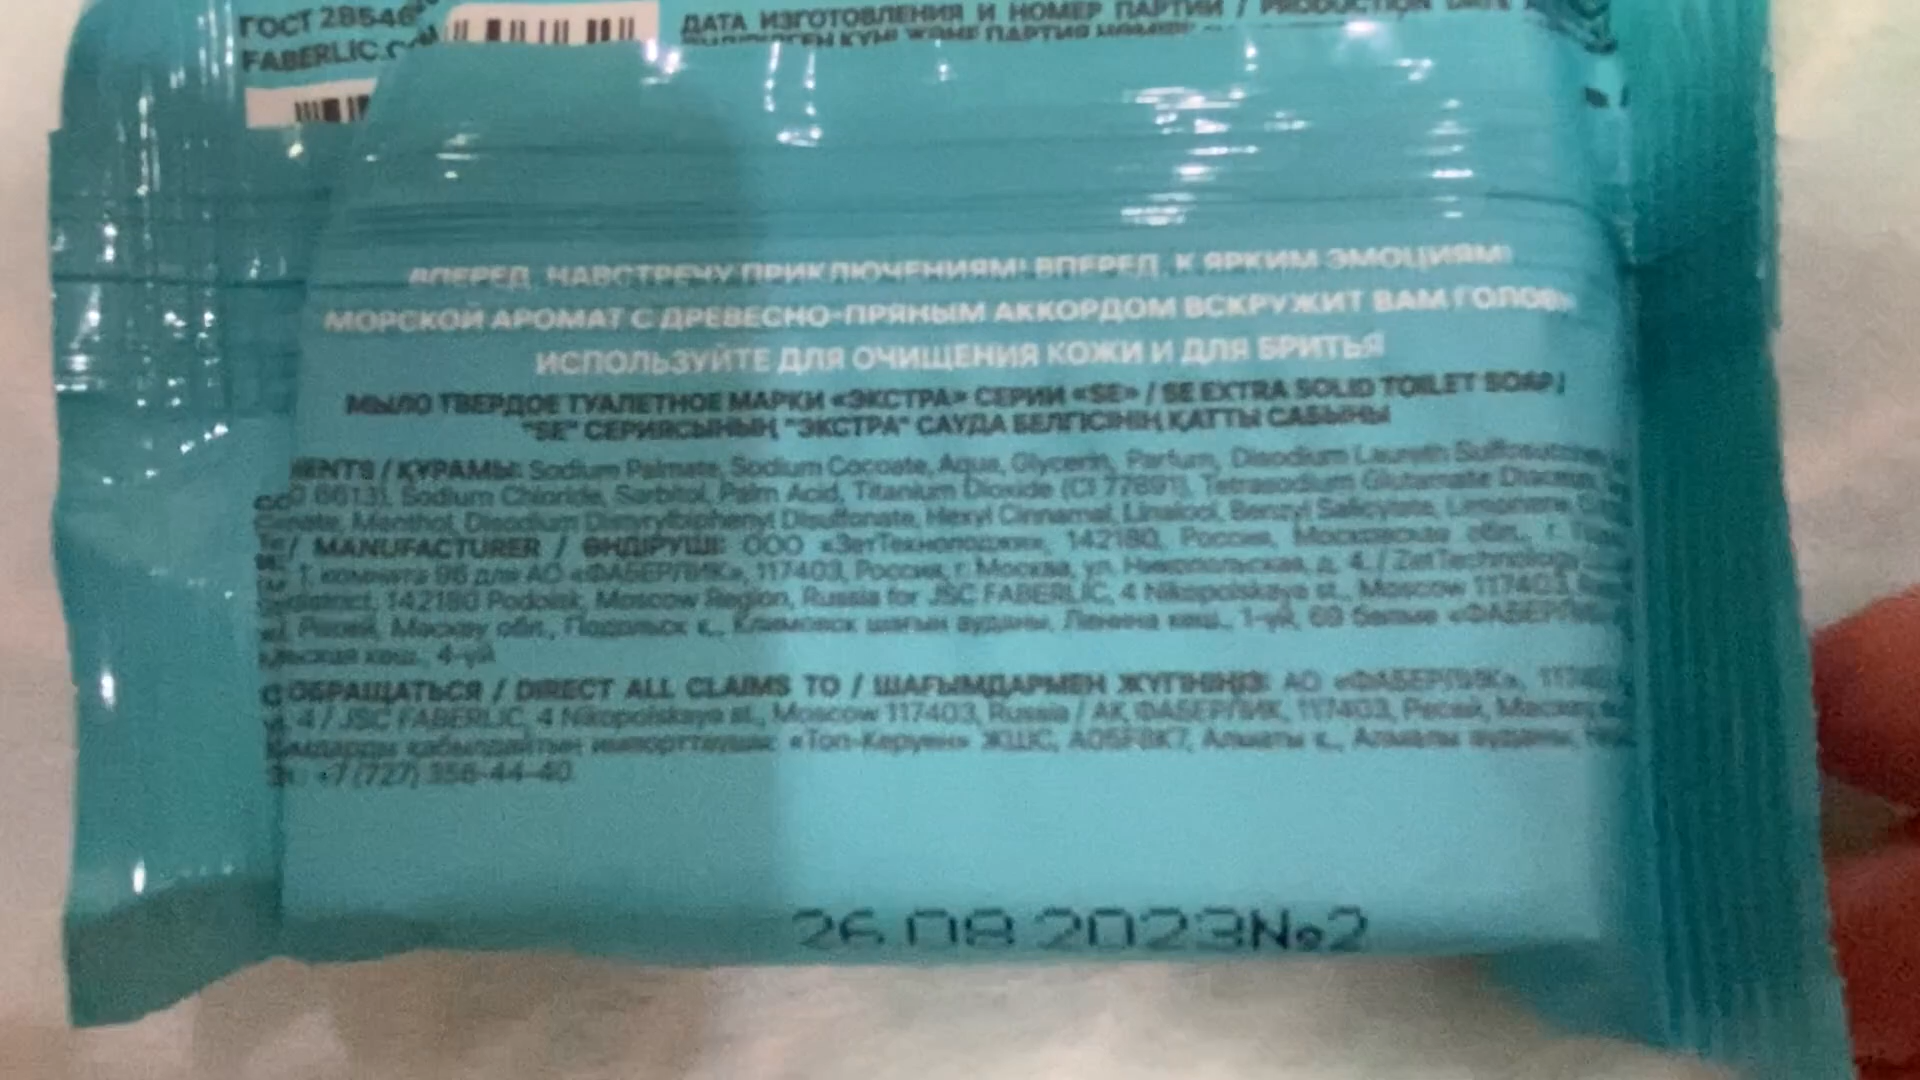 ГОСТ 28546
FABERLIC.
ДАТА ИЗГОТОВЛЕНИЯ И НОМЕР ПАРТИИ / PRODUCTION
ВПЕРЕД, НАВСТРЕЧУ ПРИКЛЮЧЕНИЯМ! ВПЕРЕД, К ЯРКИМ ЭМОЦИЯМ!
МОРСКОЙ АРОМАТ С ДРЕВЕСНО-ПРЯНЫМ АККОРДОМ ВСКРУЖИТ ВАМ
ИСПОЛЬЗУЙТЕ ДЛЯ ОЧИЩЕНИЯ КОЖИ И ДЛЯ БРИТЬЯ
МЫЛО ТВЕРДОЕ ТУАЛЕТНОЕ МАРКИ «ЭКСТРА» СЕРИИ «SE» / SE EXTRA SOLID TOILET SOAP /
"SE" СЕРИЯСЫНЫҢ "ЭКСТРА" САУДА БЕЛГІСІНІҢ ҚАТТЫ САБЫНЫ
/ ҚҰРАМЫ: Sodium Palmate, Sodium Cocoate, Aqua, Glycerin, Parfum, Disodium Laureth
Sodium Chloride, Sorbitol, Palm Acid, Titanium Dioxide (CI 77891), Tetrasodium Glutamate
Menthol, Disodium Distyrylbiphenyl Disulfonate, Hexyl Cinnamal, Linalool, Benzyl Salicylate,
/ MANUFACTURER / ӨНДІРУШІ: ООО «ЗетТехнолоджи», 142180, Россия, Московская обл., г.
комната 96 для АО «ФАБЕРЛИК», 117403, Россия, г. Москва, ул. Никопольская, д. 4. / ZetTechnology
142180 Podolsk, Moscow Region, Russia for JSC FABERLIC, 4 Nikopolskaya st., Moscow 117403,
Ресей, Мәскеу обл., Подольск қ., Климовск шағын ауданы, Ленина көш., 1-үй,
көш., 4-үй
ОБРАЩАТЬСЯ / DIRECT ALL CLAIMS TO / ШАҒЫМДАРМЕН ЖҮГІНІҢІЗ: АО «ФАБЕРЛИК»,
4 / JSC FABERLIC, 4 Nikopolskaya st., Moscow 117403, Russia / АҚ ФАБЕРЛИК, 117403, Ресей,
қабылдайтын импорттаушы: «Топ-Керуен» ЖШС, A05F8K7, Алматы қ., Алмалы ауданы,
+7 (727) 356-44-40
26.08.2023№2